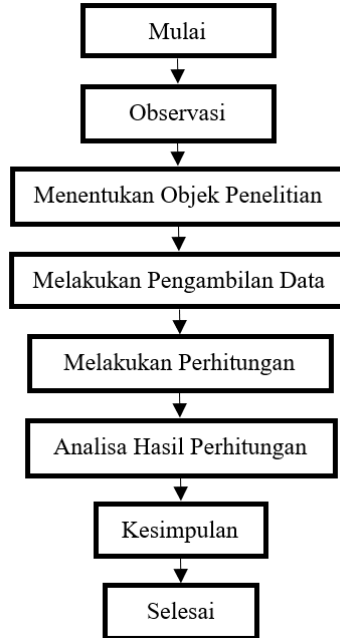 Mulai
Observasi
Menentukan Objek Penelitian
Melakukan Pengambilan Data
Melakukan Perhitungan
Analisa Hasil Perhitungan
Kesimpulan
Selesai